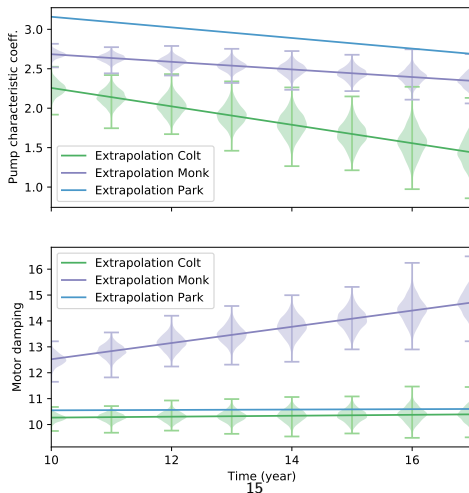 3.0
2.5
2.0
1.5
1.0
Pump characteristic coeff.
Extrapolation Colt
Extrapolation Monk
Extrapolation Park
16
15
14
13
12
11
10
Motor damping
Extrapolation Colt
Extrapolation Monk
Extrapolation Park
10 12 14 16
Time (year)
15